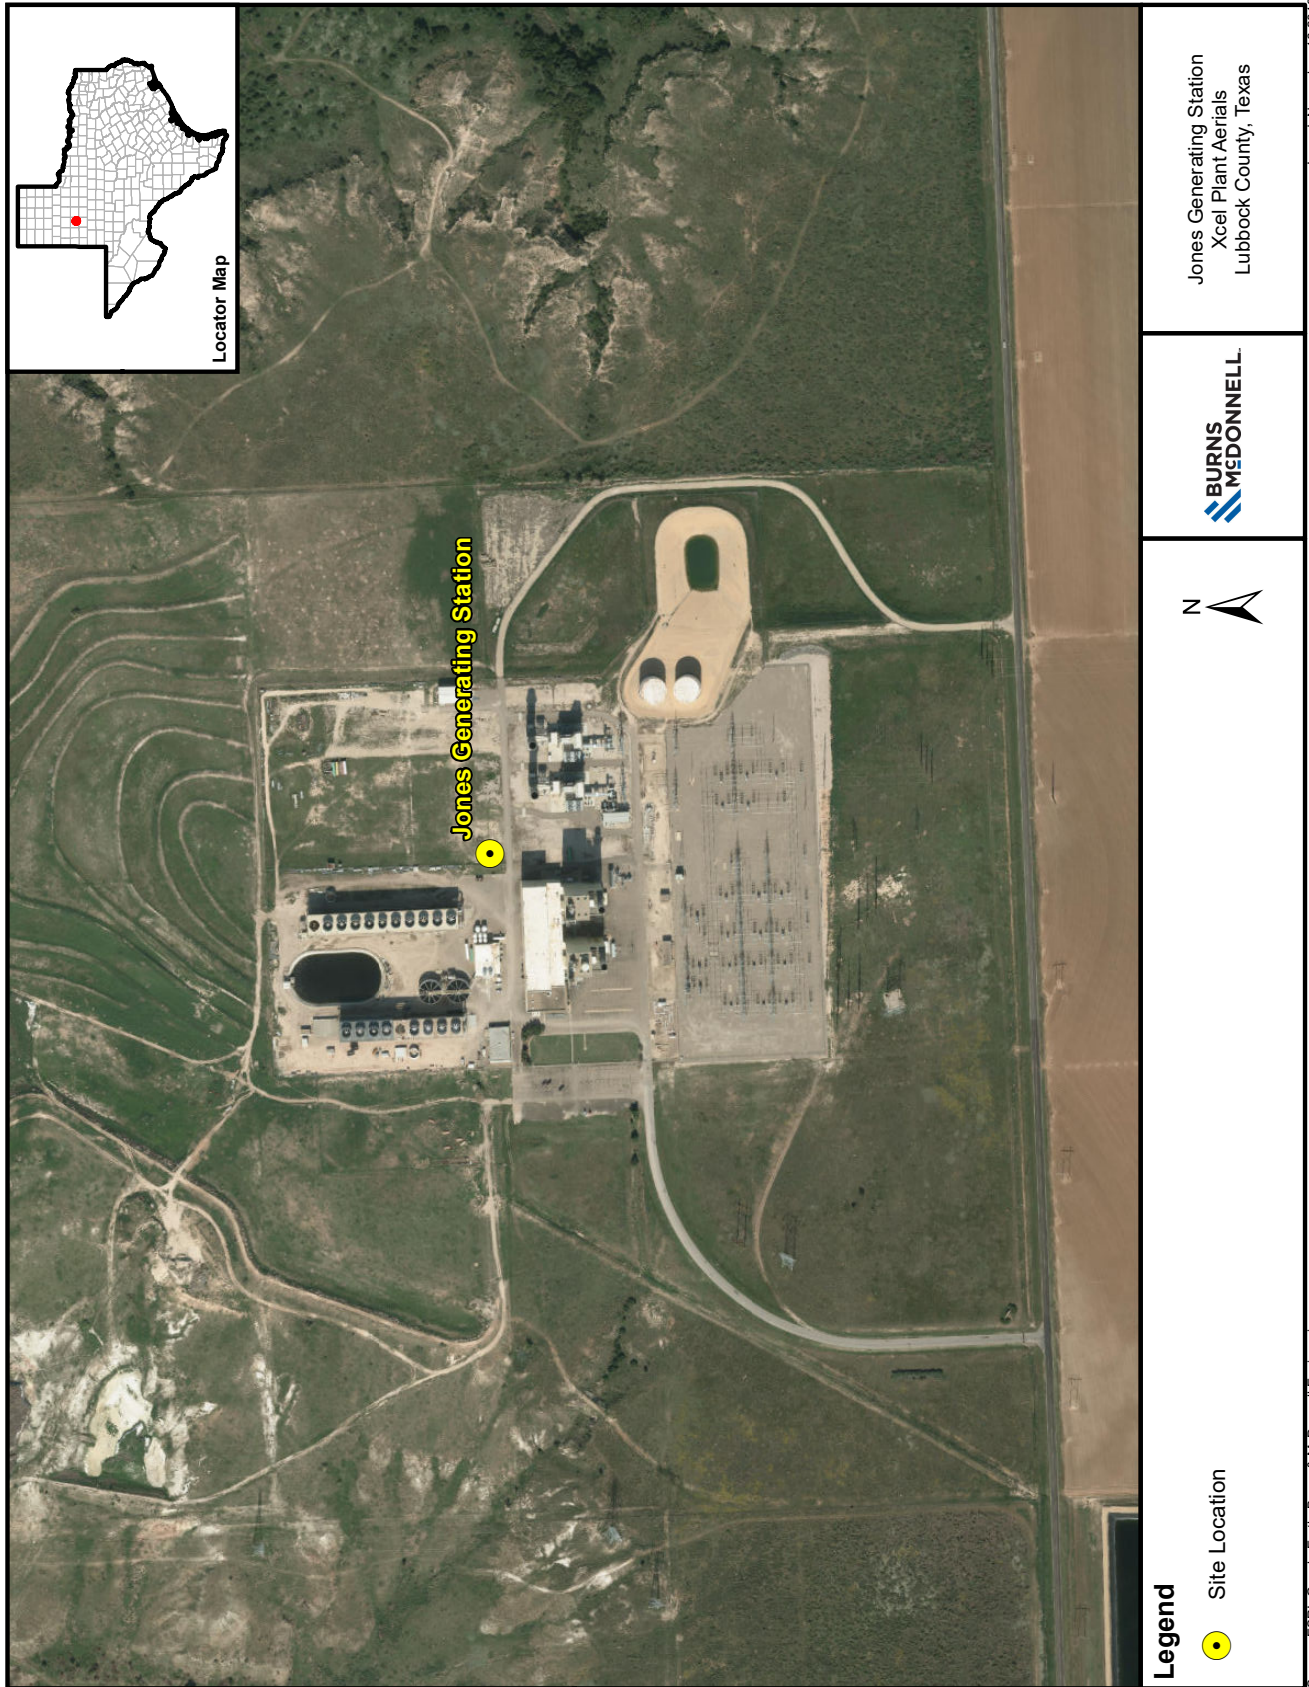 Locator Map
Jones Generating Station
Legend
Site Location
N
BURNS
McDONNELL.
Jones Generating Station
Xcel Plant Aerials
Lubbock County, Texas